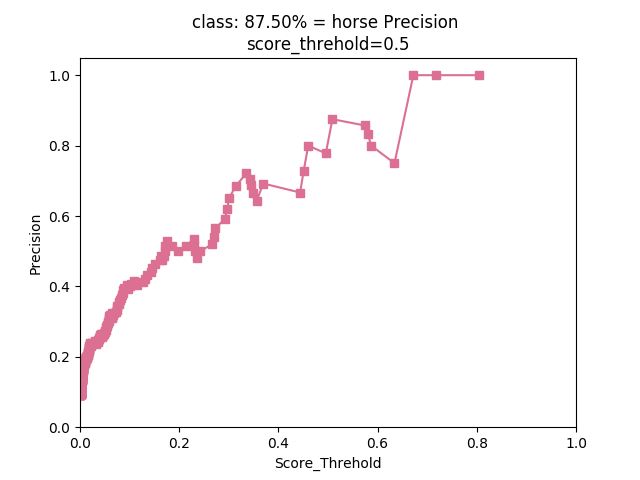 class: 87.50% = horse Precision
score_threhold=0.5
1.0
0.8
0.6
0.4
0.2
0.0
Precision
0.0 0.2 0.4 0.6 0.8 1.0
Score_Threhold